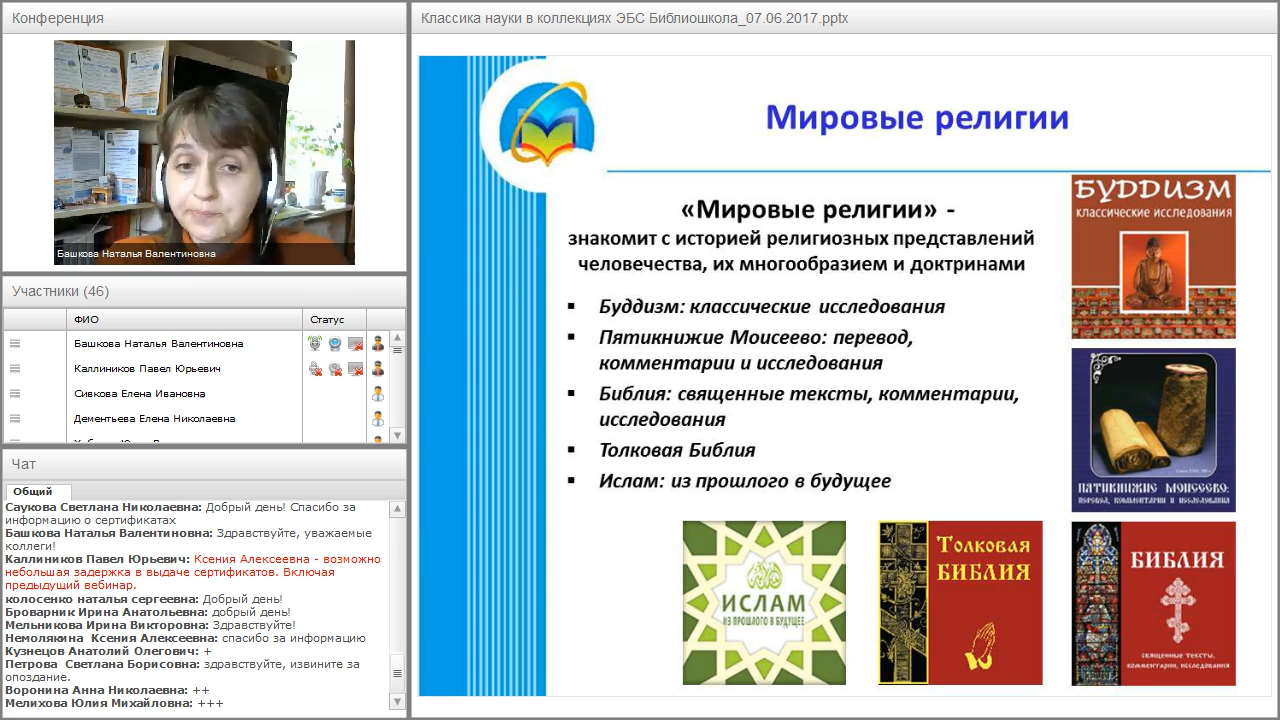 Конференция
Башкова Наталья Валентиновна
Участники (46)
ФИО
Статус
Башкова Наталья Валентиновна
Каллиников Павел Юрьевич
Сивкова Елена Ивановна
Дементьева Елена Николаевна
Чат
Общий
Саукова Светлана Николаевна: Добрый день! Спасибо за
информацию о сертификатах
Башкова Наталья Валентиновна: Здравствуйте, уважаемые
коллеги!
Каллиников Павел Юрьевич: Ксения Алексеевна - возможно
небольшая задержка в выдаче сертификатов. Включая
предыдущий вебинар.
колосенко наталья сергеевна: Добрый день!
Броварник Ирина Анатольевна: добрый день!
Мельникова Ирина Викторовна: Здравствуйте!
Немолякина Ксения Алексеевна: спасибо за информацию
Кузнецов Анатолий Олегович: +
Петрова Светлана Борисовна: здравствуйте, извините за
опоздание.
Воронина Анна Николаевна: ++
Мелихова Юлия Михайловна: +++
Классика науки в коллекциях ЭБС Библиошкола_07.06.2017.pptx
Мировые религии
«Мировые религии» -
знакомит с историей религиозных представлений
человечества, их многообразием и доктринами
▪ Буддизм: классические исследования
▪ Пятикнижие Моисеево: перевод,
комментарии и исследования
▪ Библия: священные тексты, комментарии,
исследования
▪ Толковая Библия
▪ Ислам: из прошлого в будущее
БУДДИЗМ
классические исследования
ПЯТИКНИЖИЕ МОИСЕЕВО:
ПЕРЕВОД, КОММЕНТАРИИ И ИССЛЕДОВАНИЯ
ИСЛАМ
ИЗ ПРОШЛОГО В БУДУЩЕЕ
Толковая
БИБЛИЯ
БИБЛИЯ
священные тексты,
комментарии, исследования